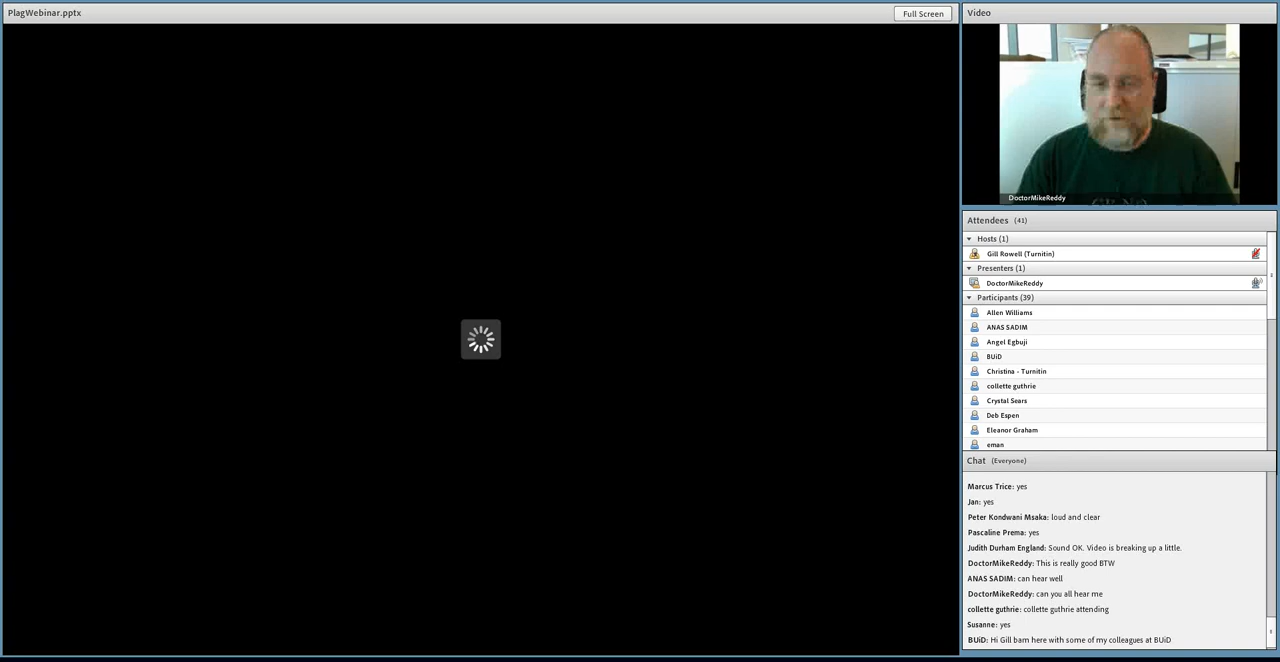 PlagWebinar.pptx
Full Screen
Video
DoctorMikeReddy
Attendees (41)
Hosts (1)
Gill Rowell (Turnitin)
Presenters (1)
DoctorMikeReddy
Participants (39)
Allen Williams
ANAS SADIM
Angel Egbuji
BUiD
Christina - Turnitin
collette guthrie
Crystal Sears
Deb Espen
Eleanor Graham
eman
Chat (Everyone)
Marcus Trice: yes
Jan: yes
Peter Kondwani Msaka: loud and clear
Pascaline Prema: yes
Judith Durham England: Sound OK. Video is breaking up a little.
DoctorMikeReddy: This is really good BTW
ANAS SADIM: can hear well
DoctorMikeReddy: can you all hear me
collette guthrie: collette guthrie attending
Susanne: yes
BUiD: Hi Gill bam here with some of my colleagues at BUiD